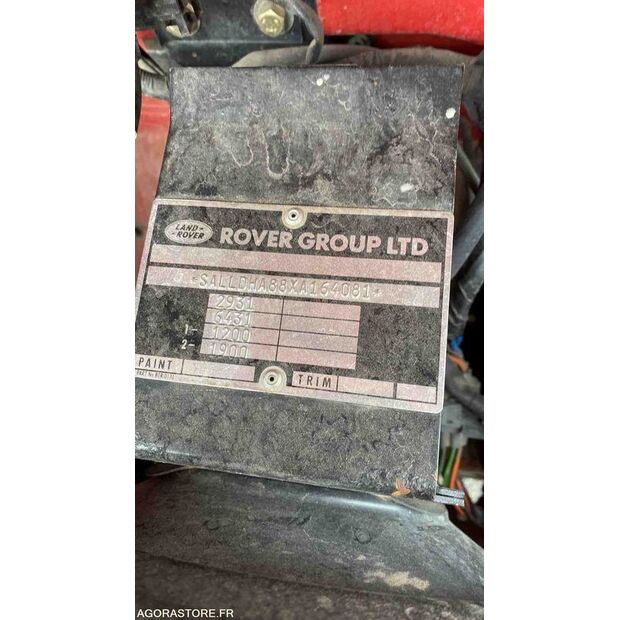 LAND-
ROVER
ROVER GROUP LTD
*SALLDHA88XA164081*
2931
6431
1- 1200
2- 1900
PAINT
TRIM
AGORASTORE.FR